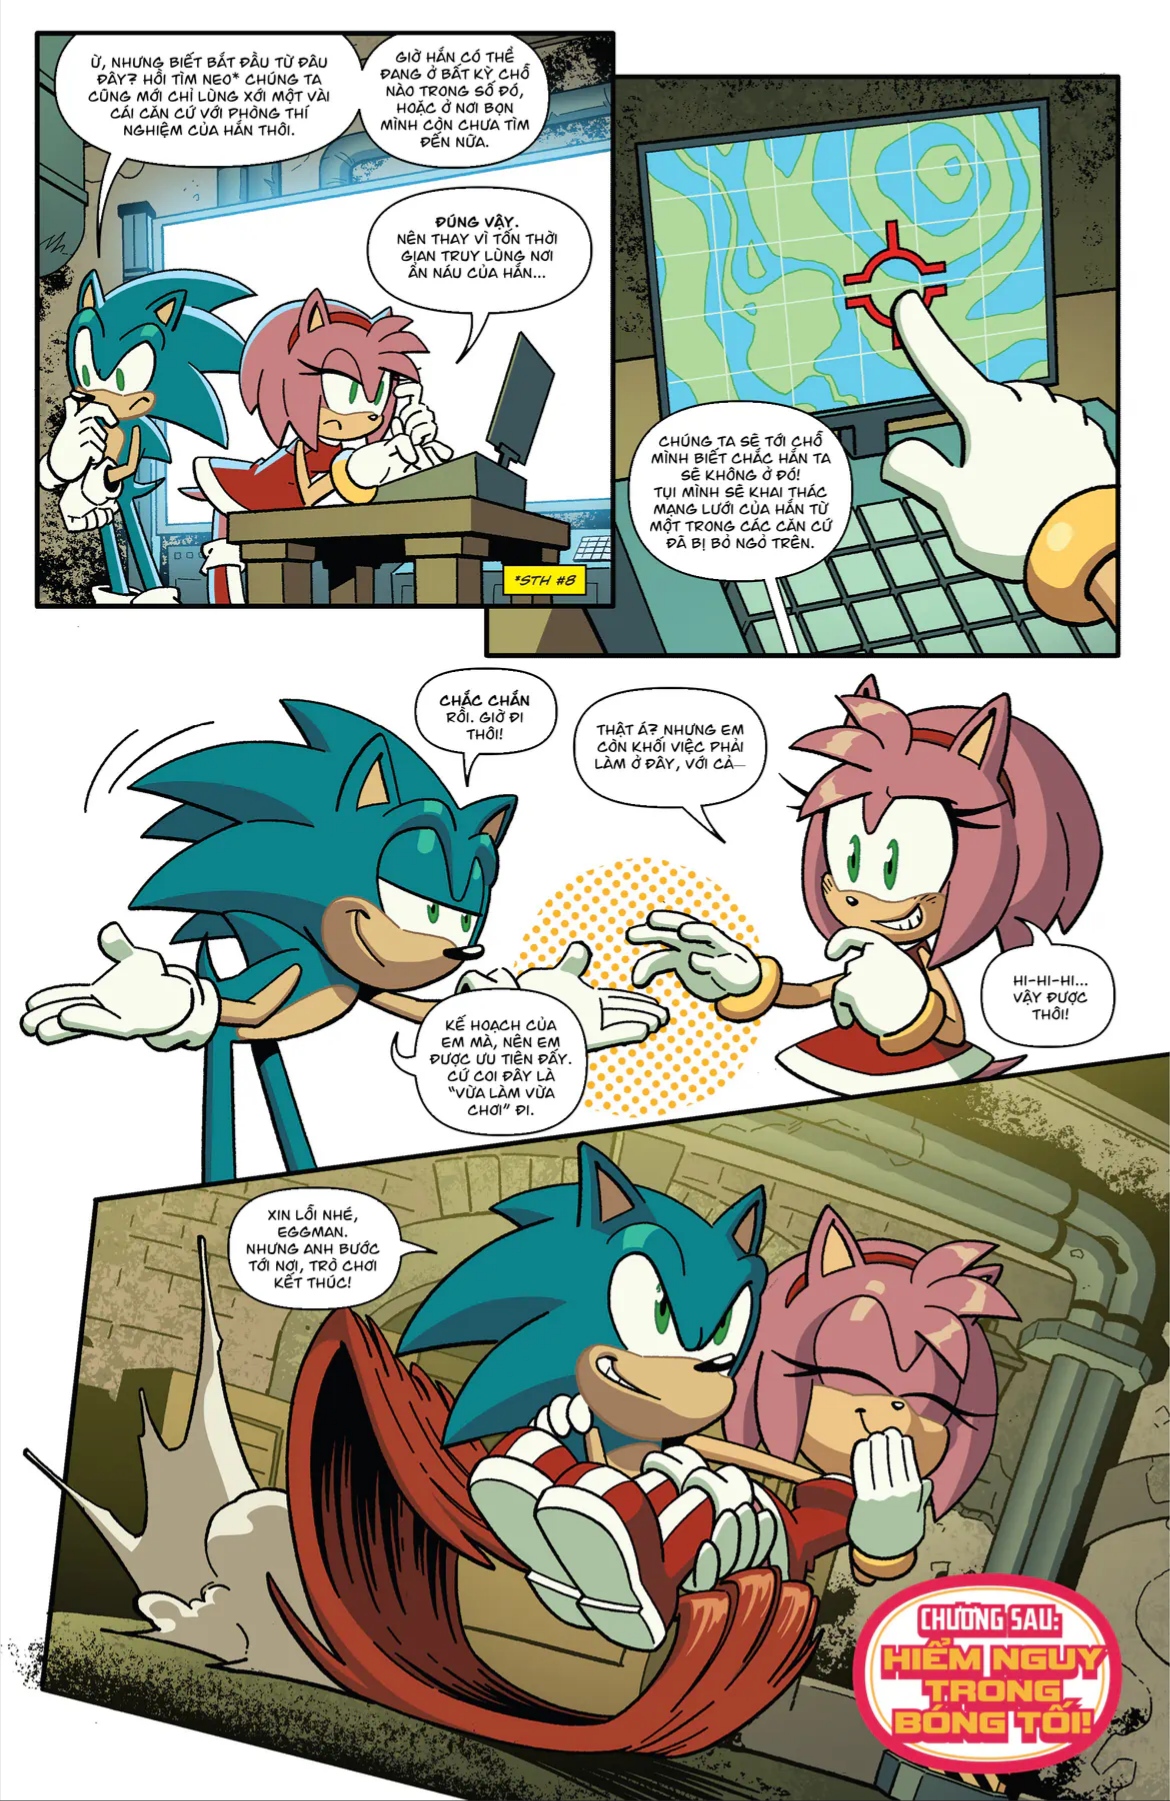 Ừ, NHƯNG BIẾT BẮT ĐẦU TỪ ĐÂU
ĐÂY? HỒI TÌM NEO* CHÚNG TA
CŨNG MỚI CHỈ LÙNG XỚI MỘT VÀI
CÁI CĂN CỨ VỚI PHÒNG THÍ
NGHIỆM CỦA HẮN THÔI.
GIỜ HẮN CÓ THỂ
ĐANG Ở BẤT KỲ CHỖ
NÀO TRONG SỐ ĐÓ,
HOẶC Ở NƠI BỌN
MÌNH CÒN CHƯA TÌM
ĐẾN NỮA.
ĐÚNG VẬY.
NÊN THAY VÌ TỐN THỜI
GIAN TRUY LÙNG NƠI
ẨN NÁU CỦA HẮN...
*STH #8
CHÚNG TA SẼ TỚI CHỖ
MÌNH BIẾT CHẮC HẮN TA
SẼ KHÔNG Ở ĐÓ!
TỤI MÌNH SẼ KHAI THÁC
MẠNG LƯỚI CỦA HẮN TỪ
MỘT TRONG CÁC CĂN CỨ
ĐÃ BỊ BỎ NGỎ TRÊN.
CHẮC CHẮN
RỒI. GIỜ ĐI
THÔI!
THẬT Á? NHƯNG EM
CÒN KHỐI VIỆC PHẢI
LÀM Ở ĐÂY, VỚI CẢ—
KẾ HOẠCH CỦA
EM MÀ, NÊN EM
ĐƯỢC ƯU TIÊN ĐẤY.
CỨ COI ĐÂY LÀ
"VỪA LÀM VỪA
CHƠI" ĐI.
HI-HI-HI...
VẬY ĐƯỢC
THÔI!
XIN LỖI NHÉ,
EGGMAN.
NHƯNG ANH BƯỚC
TỚI NƠI, TRÒ CHƠI
KẾT THÚC!
CHƯƠNG SAU:
HIỂM NGUY
TRONG
BÓNG TỐI!